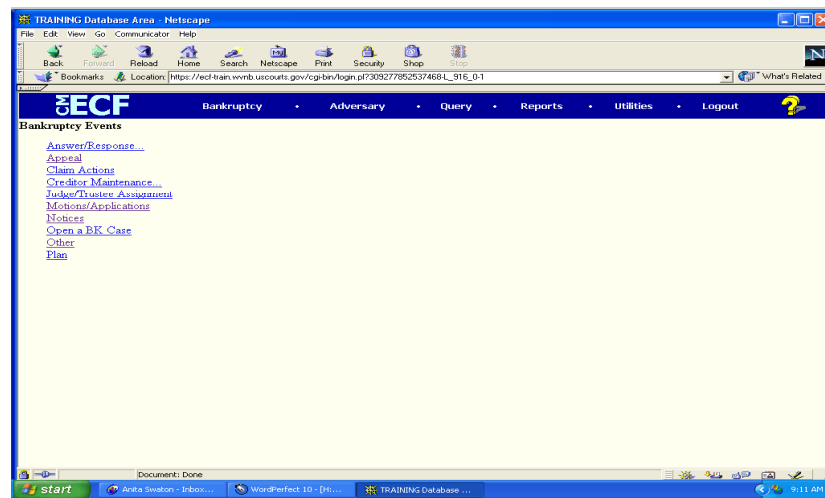 TRAINING Database Area - Netscape
File Edit View Go Communicator Help
Back Forward Reload Home Search Netscape Print Security Shop Stop
Bookmarks Location: https://ecf-train.wvnb.uscourts.gov/cgi-bin/login.pl?309277852537468-L_916_0-1 What's Related
CM ECF Bankruptcy • Adversary • Query • Reports • Utilities • Logout ?
Bankruptcy Events
Answer/Response...
Appeal
Claim Actions
Creditor Maintenance...
Judge/Trustee Assignment
Motions/Applications
Notices
Open a BK Case
Other
Plan
Document: Done
start Anita Swaton - Inbox... WordPerfect 10 - [H:... TRAINING Database ... 9:11 AM